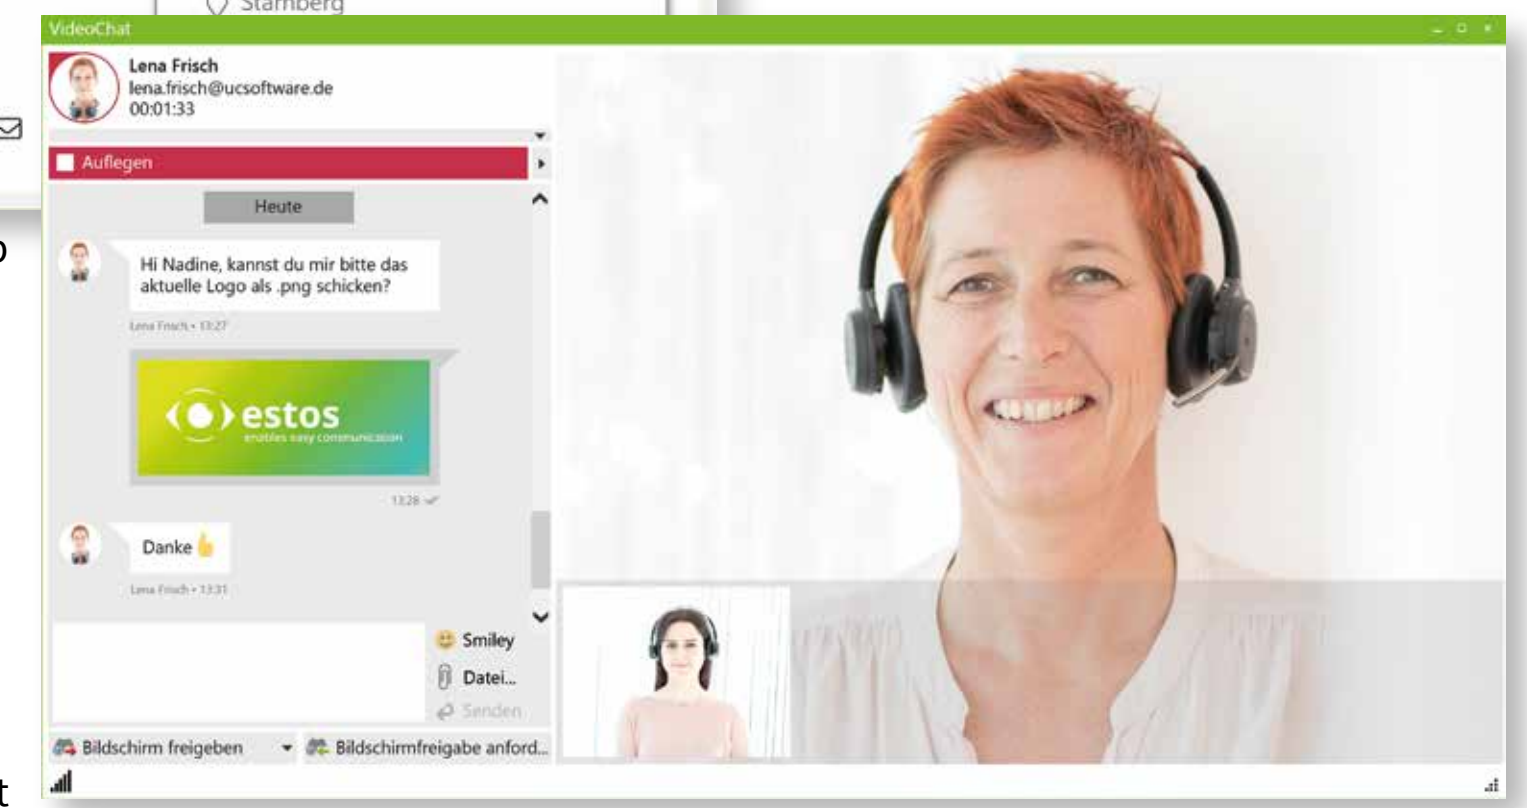 Starnberg
VideoChat
Lena Frisch
lena.frisch@ucsoftware.de
00:01:33
Auflegen
Heute
Hi Nadine, kannst du mir bitte das
aktuelle Logo als .png schicken?
Lena Frisch • 13:27
estos
enables easy communication
13:28
Danke
Lena Frisch • 13:31
Smiley
Datei...
Senden
Bildschirm freigeben
Bildschirmfreigabe anford...
t